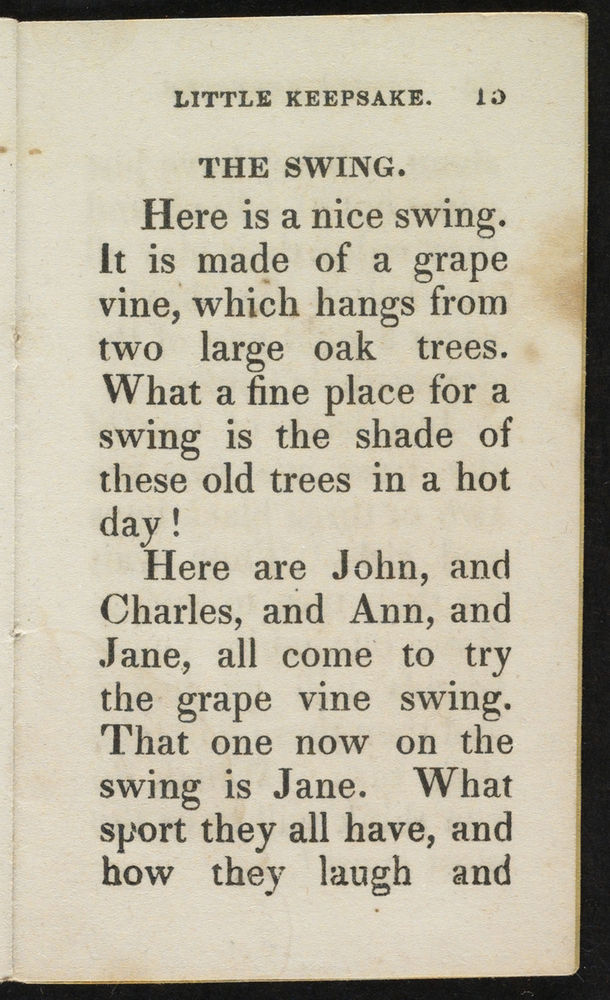 LITTLE KEEPSAKE. 15
THE SWING.
Here is a nice swing.
It is made of a grape
vine, which hangs from
two large oak trees.
What a fine place for a
swing is the shade of
these old trees in a hot
day!
Here are John, and
Charles, and Ann, and
Jane, all come to try
the grape vine swing.
That one now on the
swing is Jane. What
sport they all have, and
how they laugh and